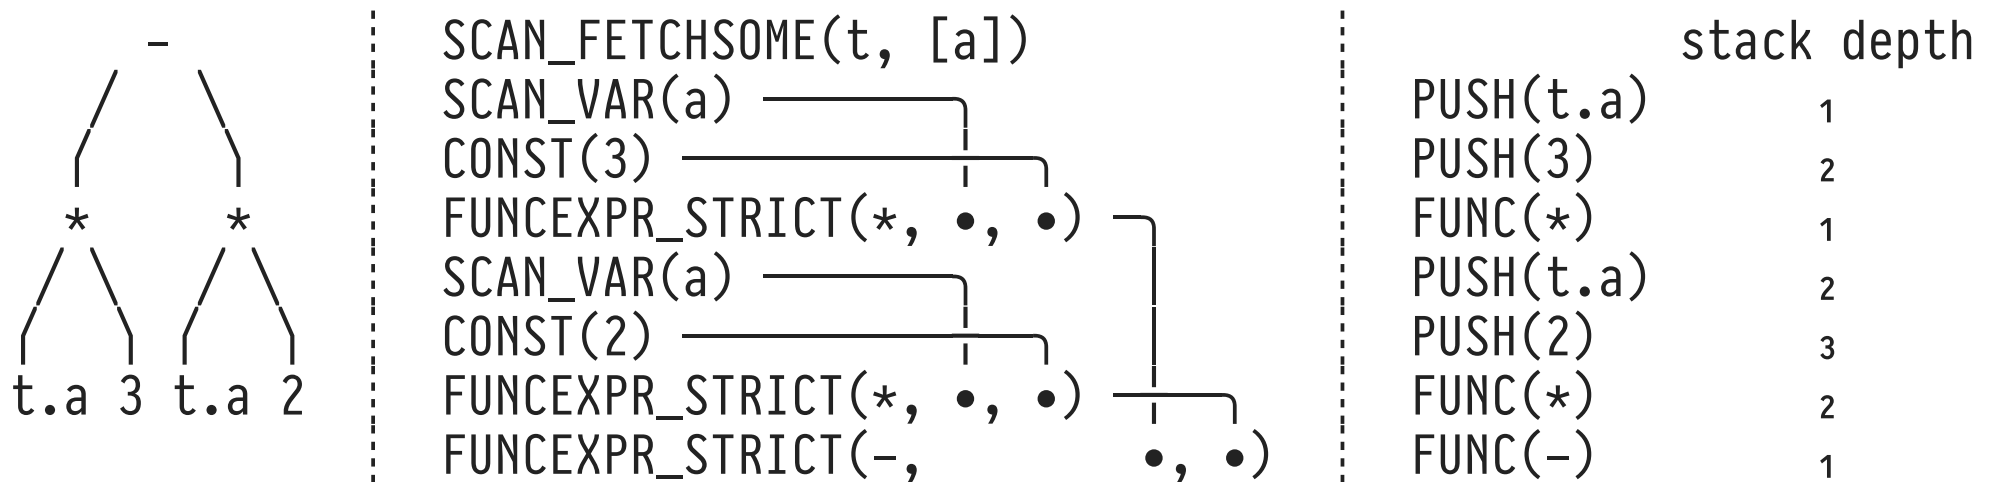 -
* *
t.a 3 t.a 2
SCAN_FETCHSOME(t, [a])
SCAN_VAR(a)
CONST(3)
FUNCEXPR_STRICT(*, •, •)
SCAN_VAR(a)
CONST(2)
FUNCEXPR_STRICT(*, •, •)
FUNCEXPR_STRICT(-, •, •)
stack depth
PUSH(t.a) 1
PUSH(3) 2
FUNC(*) 1
PUSH(t.a) 2
PUSH(2) 3
FUNC(*) 2
FUNC(-) 1